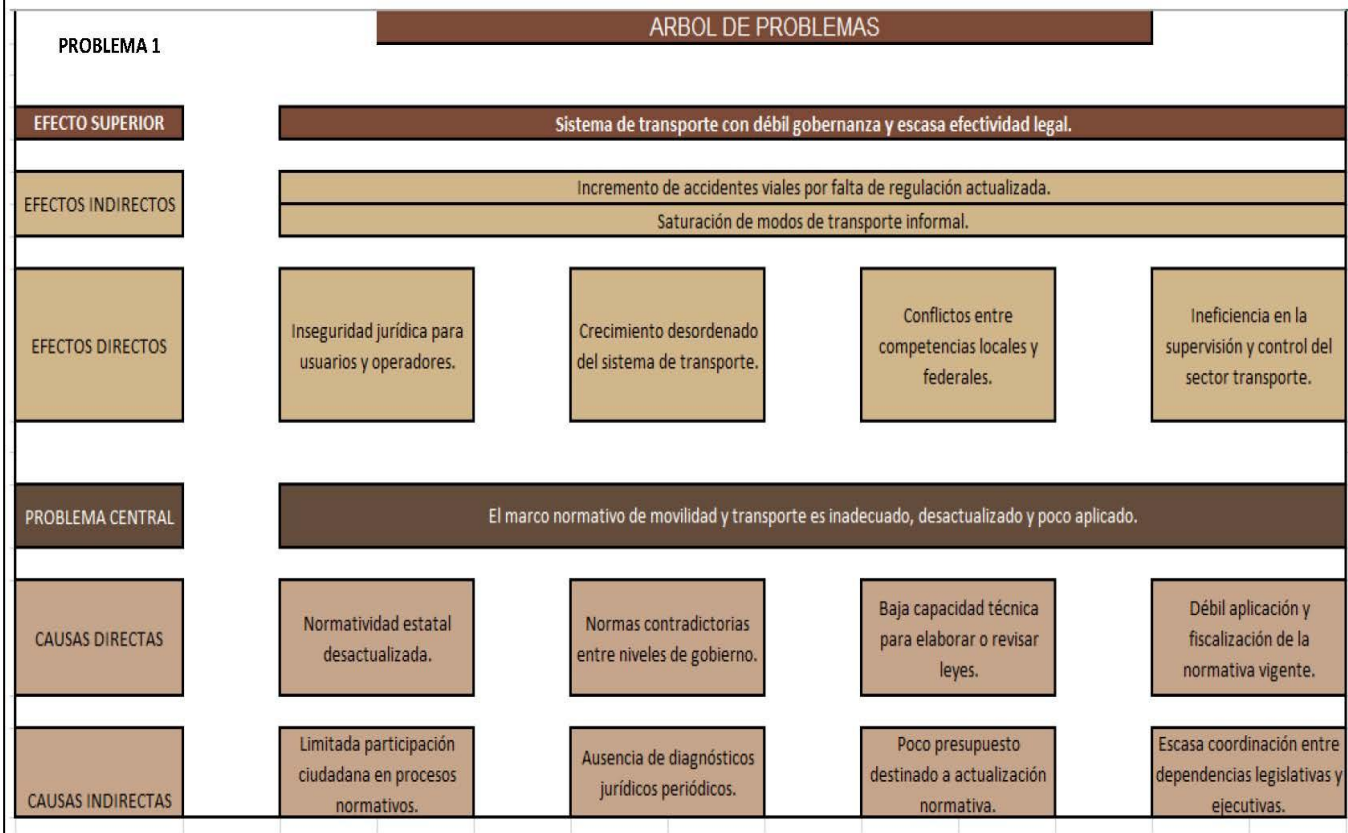 ARBOL DE PROBLEMAS
PROBLEMA 1
EFECTO SUPERIOR
Sistema de transporte con débil gobernanza y escasa efectividad legal.
EFECTOS INDIRECTOS
Incremento de accidentes viales por falta de regulación actualizada.
Saturación de modos de transporte informal.
EFECTOS DIRECTOS
Inseguridad jurídica para
usuarios y operadores.
Crecimiento desordenado
del sistema de transporte.
Conflictos entre
competencias locales y
federales.
Ineficiencia en la
supervisión y control del
sector transporte.
PROBLEMA CENTRAL
El marco normativo de movilidad y transporte es inadecuado, desactualizado y poco aplicado.
CAUSAS DIRECTAS
Normatividad estatal
desactualizada.
Normas contradictorias
entre niveles de gobierno.
Baja capacidad técnica
para elaborar o revisar
leyes.
Débil aplicación y
fiscalización de la
normativa vigente.
CAUSAS INDIRECTAS
Limitada participación
ciudadana en procesos
normativos.
Ausencia de diagnósticos
jurídicos periódicos.
Poco presupuesto
destinado a actualización
normativa.
Escasa coordinación entre
dependencias legislativas y
ejecutivas.